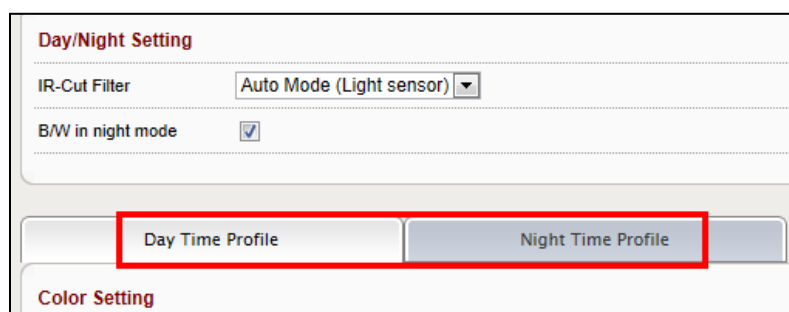 Day/Night Setting
IR-Cut Filter Auto Mode (Light sensor)
B/W in night mode
Day Time Profile Night Time Profile
Color Setting